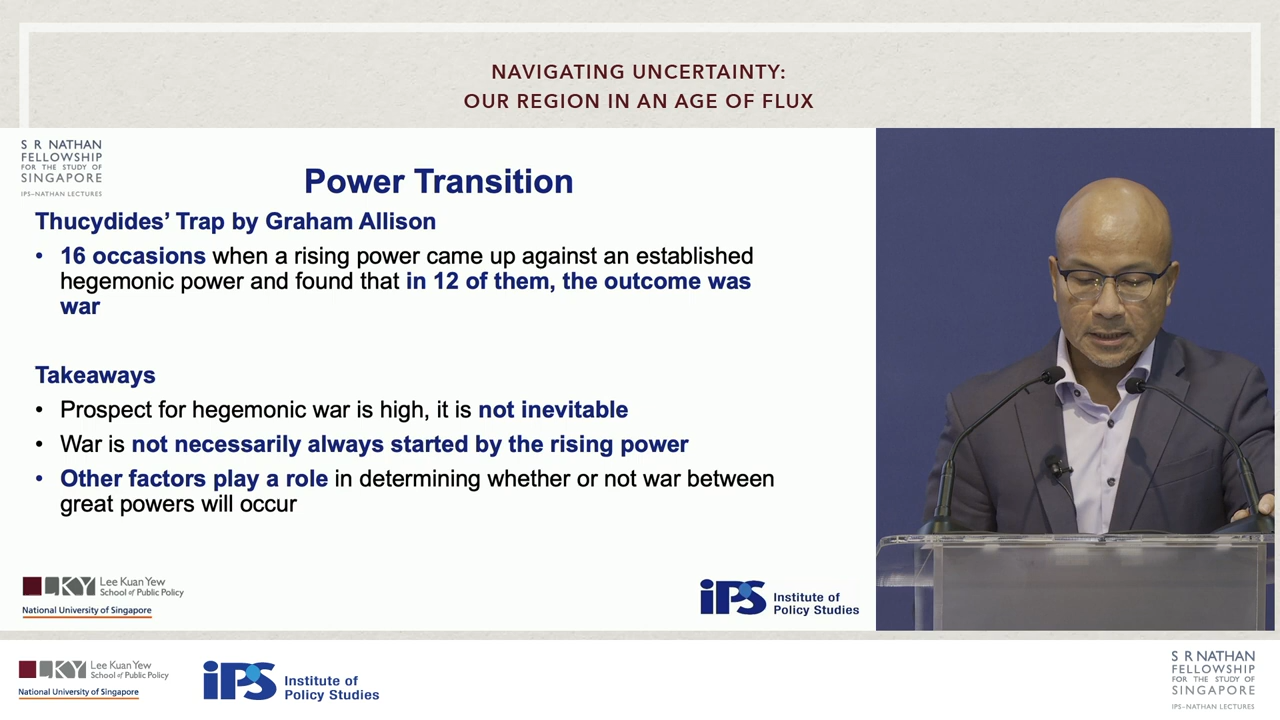 NAVIGATING UNCERTAINTY:
OUR REGION IN AN AGE OF FLUX
S R NATHAN
FELLOWSHIP
FOR THE STUDY OF
SINGAPORE
IPS–NATHAN LECTURES
Power Transition
Thucydides’ Trap by Graham Allison
• 16 occasions when a rising power came up against an established
hegemonic power and found that in 12 of them, the outcome was
war
Takeaways
• Prospect for hegemonic war is high, it is not inevitable
• War is not necessarily always started by the rising power
• Other factors play a role in determining whether or not war between
great powers will occur
LKY Lee Kuan Yew
School of Public Policy
National University of Singapore
iPS Institute of
Policy Studies
LKY Lee Kuan Yew
School of Public Policy
National University of Singapore
iPS Institute of
Policy Studies
S R NATHAN
FELLOWSHIP
FOR THE STUDY OF
SINGAPORE
IPS–NATHAN LECTURES